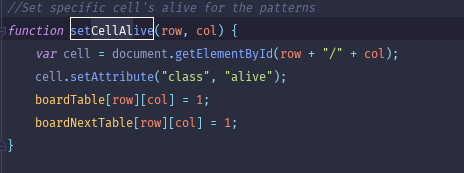 //Set specific cell's alive for the patterns
function setCellAlive(row, col) {
var cell = document.getElementById(row + "/" + col);
cell.setAttribute("class", "alive");
boardTable[row][col] = 1;
boardNextTable[row][col] = 1;
}